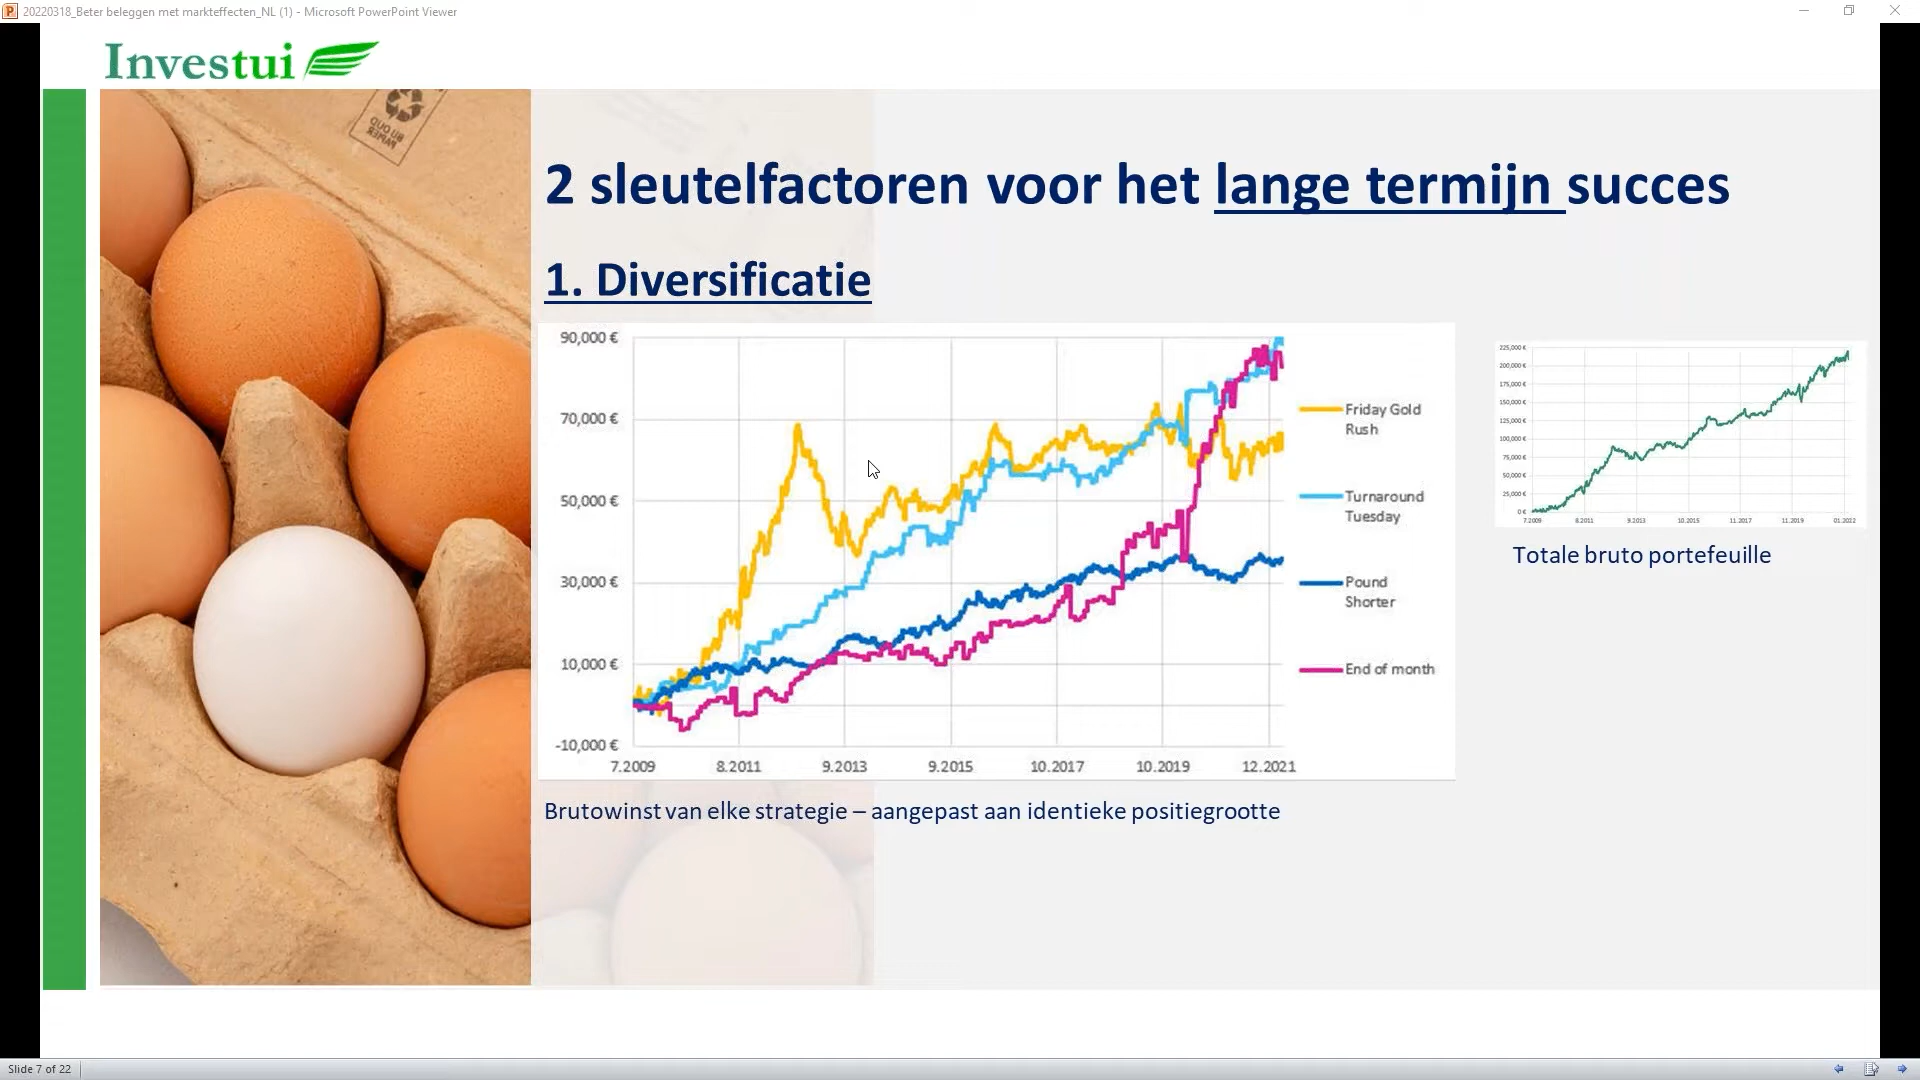 20220318_Beter beleggen met markteffecten_NL (1) - Microsoft PowerPoint Viewer
Investui
BIJ OUD
PAPIER
2 sleutelfactoren voor het lange termijn succes
1. Diversificatie
90,000 €
70,000 €
50,000 €
30,000 €
10,000 €
-10,000 €
7.2009 8.2011 9.2013 9.2015 10.2017 10.2019 12.2021
Friday Gold
Rush
Turnaround
Tuesday
Pound
Shorter
End of month
225,000 €
200,000 €
175,000 €
150,000 €
125,000 €
100,000 €
75,000 €
50,000 €
25,000 €
0 €
7.2009 8.2011 9.2013 10.2015 11.2017 11.2019 01.2022
Totale bruto portefeuille
Brutowinst van elke strategie – aangepast aan identieke positiegrootte
Slide 7 of 22